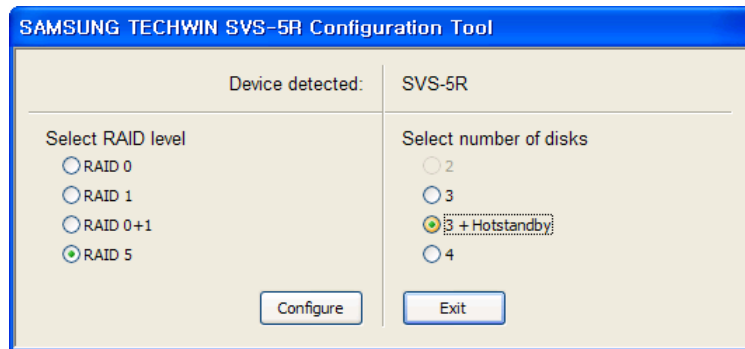 SAMSUNG TECHWIN SVS-5R Configuration Tool
Device detected: SVS-5R
Select RAID level
RAID 0
RAID 1
RAID 0+1
RAID 5
Configure
Select number of disks
2
3
3 + Hotstandby
4
Exit